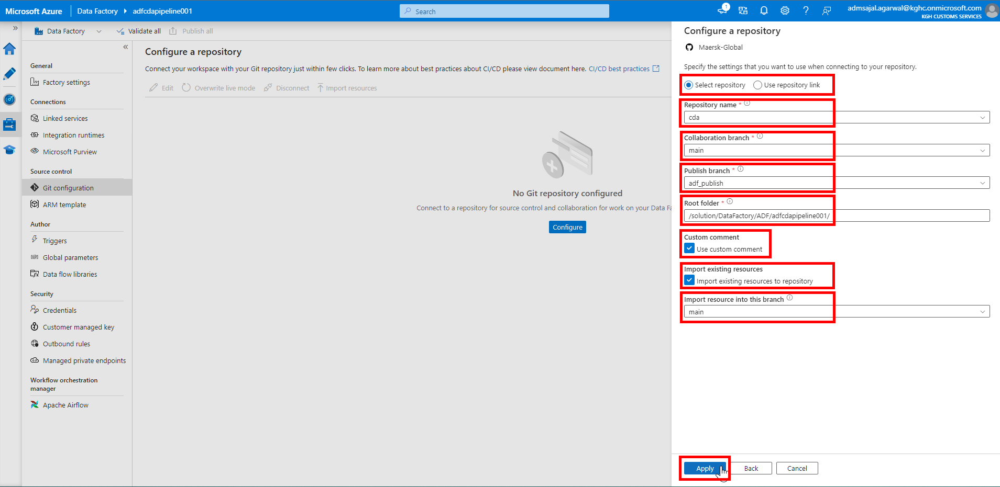 Microsoft Azure
Data Factory
adfcdapipeline001
Search
1
admsajal.agarwal@kghc.onmicrosoft.com
KGH CUSTOMS SERVICES
Data Factory
Validate all
Publish all
General
Factory settings
Connections
Linked services
Integration runtimes
Microsoft Purview
Source control
Git configuration
ARM template
Author
Triggers
Global parameters
Data flow libraries
Security
Credentials
Customer managed key
Outbound rules
Managed private endpoints
Workflow orchestration
manager
Apache Airflow
Configure a repository
Connect your workspace with your Git repository just within few clicks. To learn more about best practices about CI/CD please view document here. CI/CD best practices
Edit
Overwrite live mode
Disconnect
Import resources
No Git repository configured
Connect to a repository for source control and collaboration for work on your Data Fa
Configure
Configure a repository
Maersk-Global
Specify the settings that you want to use when connecting to your repository.
Select repository
Use repository link
Repository name *
cda
Collaboration branch *
main
Publish branch *
adf_publish
Root folder *
/solution/DataFactory/ADF/adfcdapipeline001/
Custom comment
Use custom comment
Import existing resources
Import existing resources to repository
Import resource into this branch
main
Apply
Back
Cancel